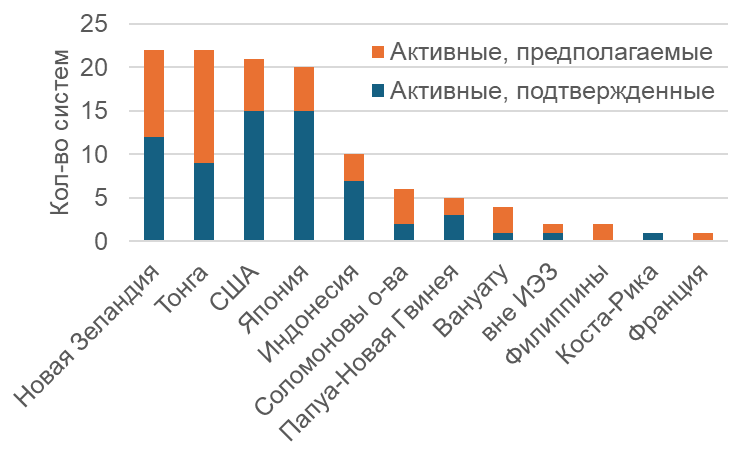 25
20
15
10
5
0
Кол-во систем
Активные, предполагаемые
Активные, подтвержденные
Новая Зеландия
Тонга
США
Япония
Индонесия
Соломоновы о-ва
Папуа-Новая Гвинея
Вануату
вне ИЭЗ
Филиппины
Коста-Рика
Франция